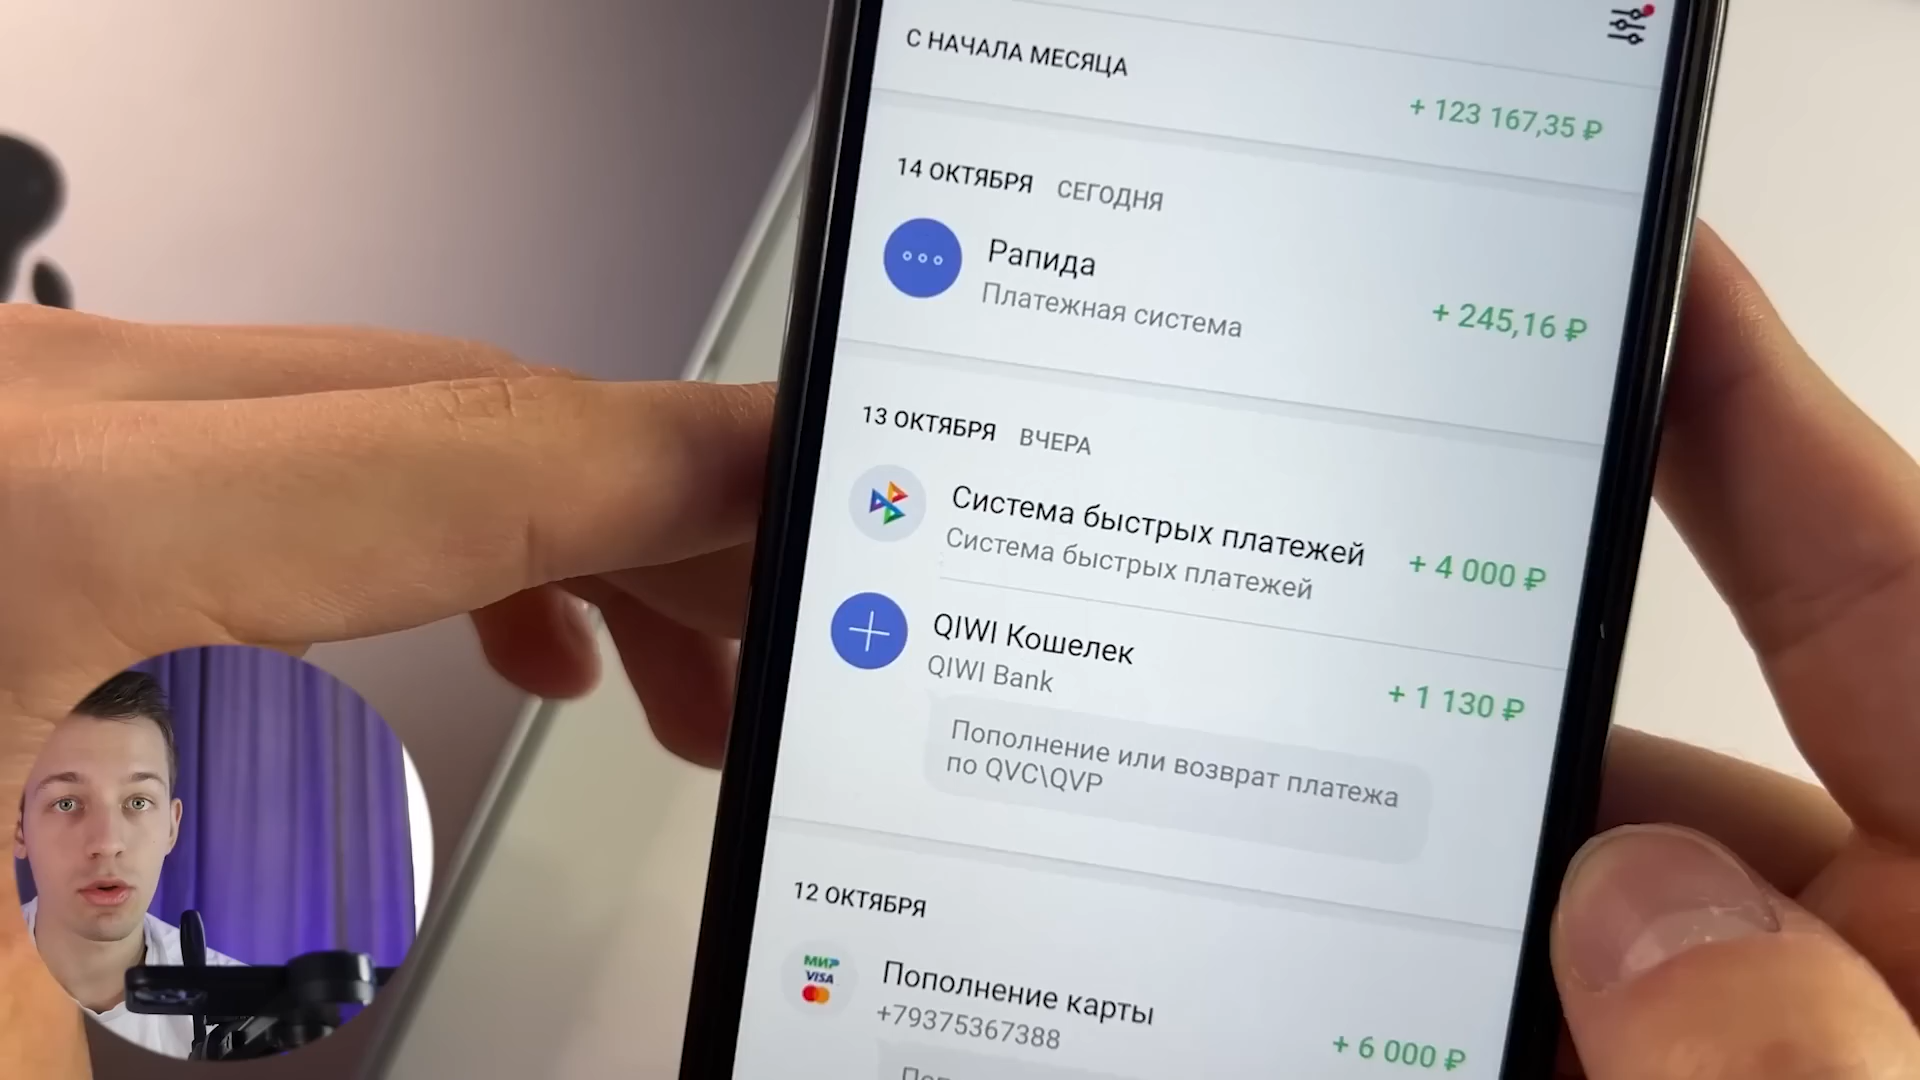 С НАЧАЛА МЕСЯЦА
+ 123 167,35 ₽
14 ОКТЯБРЯ СЕГОДНЯ
Рапида
Платежная система
+ 245,16 ₽
13 ОКТЯБРЯ ВЧЕРА
Система быстрых платежей
Система быстрых платежей
+ 4 000 ₽
QIWI Кошелек
QIWI Bank
+ 1 130 ₽
Пополнение или возврат платежа
по QVC\QVP
12 ОКТЯБРЯ
МИР
VISA
Пополнение карты
+79375367388
+ 6 000 ₽